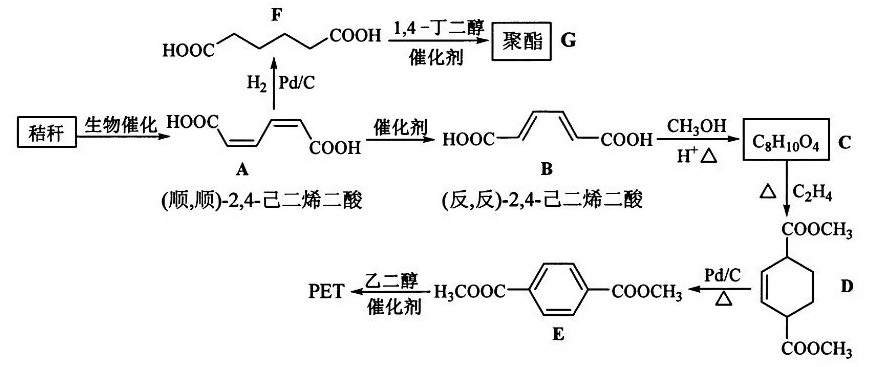 F
HOOC COOH 1,4-丁二醇 催化剂 聚酯 G
H₂ Pd/C
秸秆 生物催化 HOOC COOH 催化剂 HOOC COOH CH₃OH H⁺ △ C₈H₁₀O₄ C
A B
(顺,顺)-2,4-己二烯二酸 (反,反)-2,4-己二烯二酸
△ C₂H₄
COOCH₃
PET 乙二醇 催化剂 H₃COOC COOCH₃ Pd/C △ D
E
COOCH₃